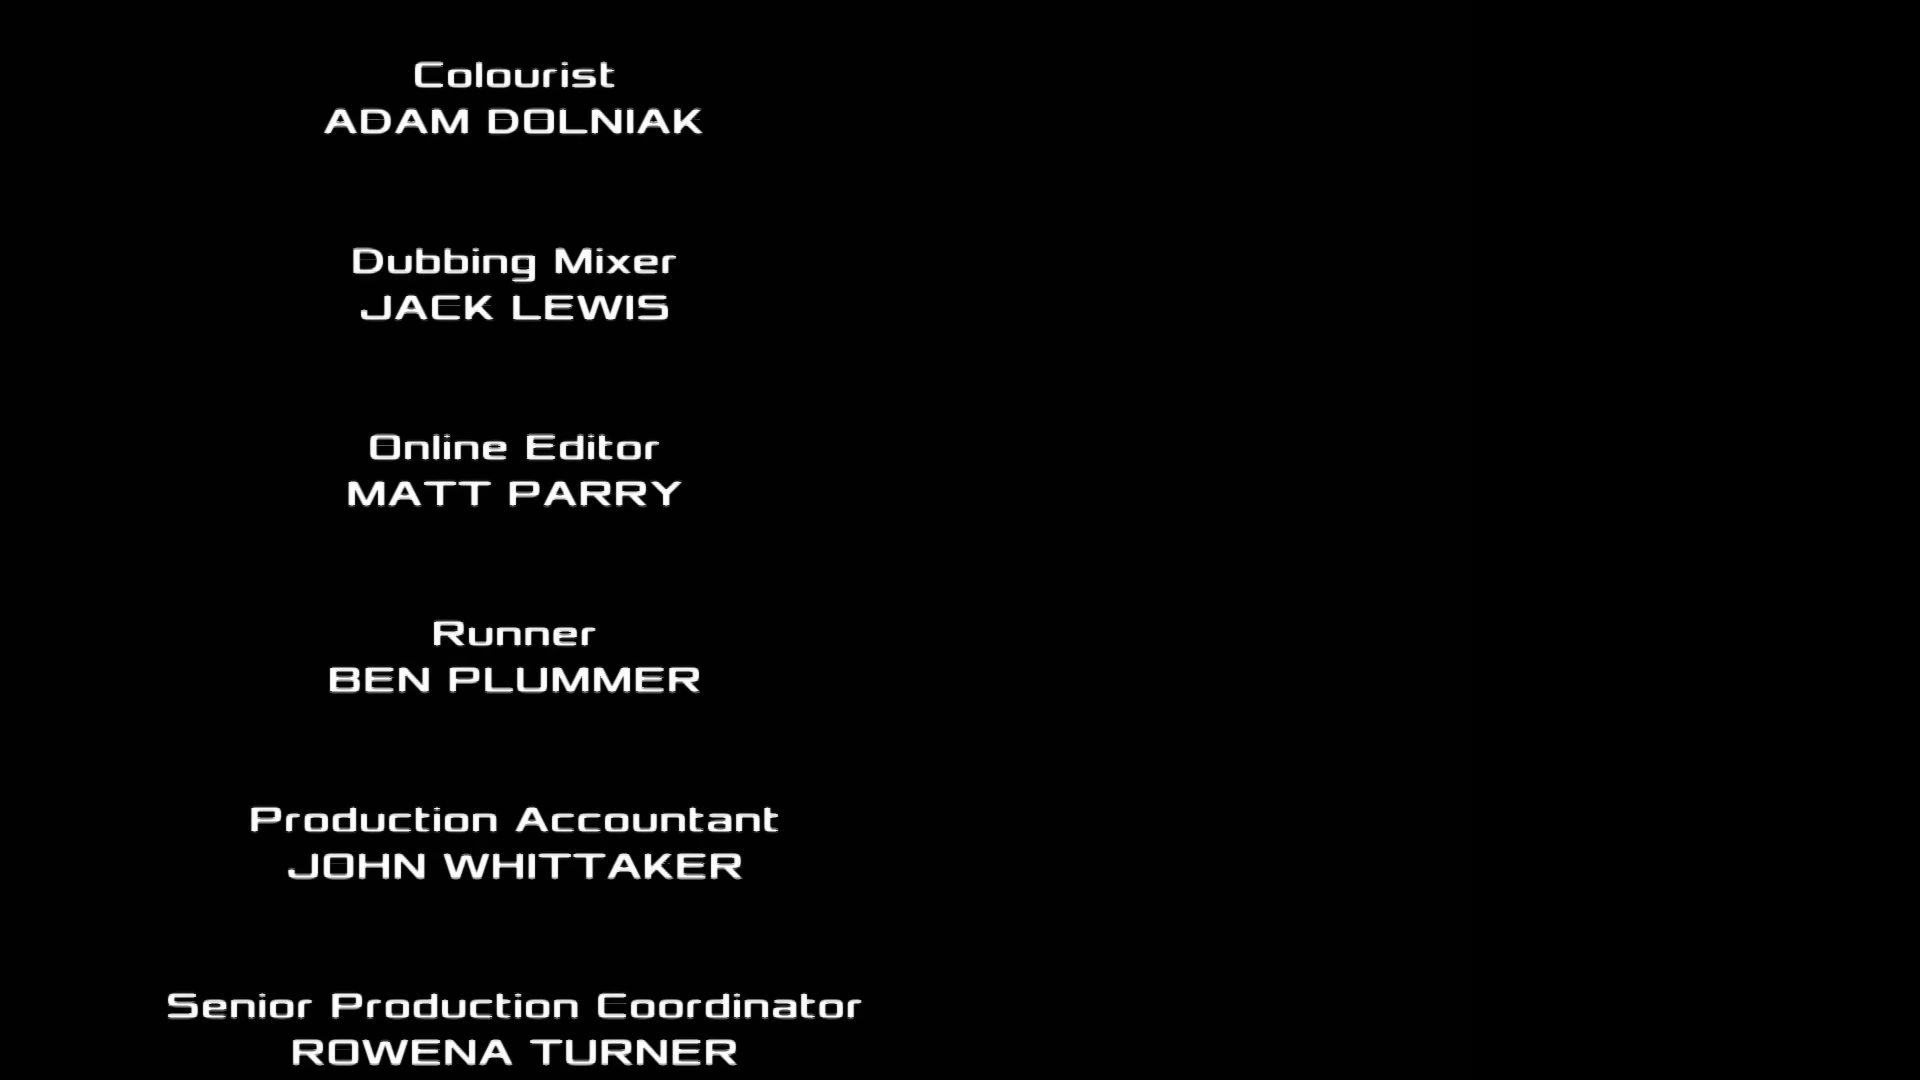 Colourist
ADAM DOLNIAK
Dubbing Mixer
JACK LEWIS
Online Editor
MATT PARRY
Runner
BEN PLUMMER
Production Accountant
JOHN WHITTAKER
Senior Production Coordinator
ROWENA TURNER